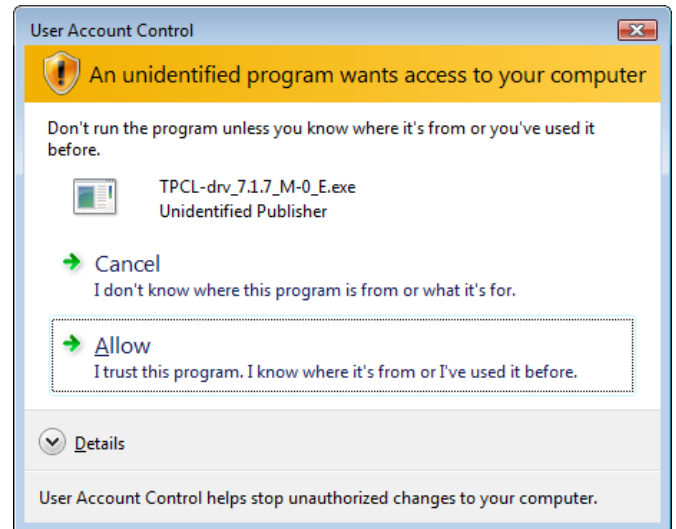 User Account Control
An unidentified program wants access to your computer
Don't run the program unless you know where it's from or you've used it
before.
TPCL-drv_7.1.7_M-0_E.exe
Unidentified Publisher
Cancel
I don't know where this program is from or what it's for.
Allow
I trust this program. I know where it's from or I've used it before.
Details
User Account Control helps stop unauthorized changes to your computer.